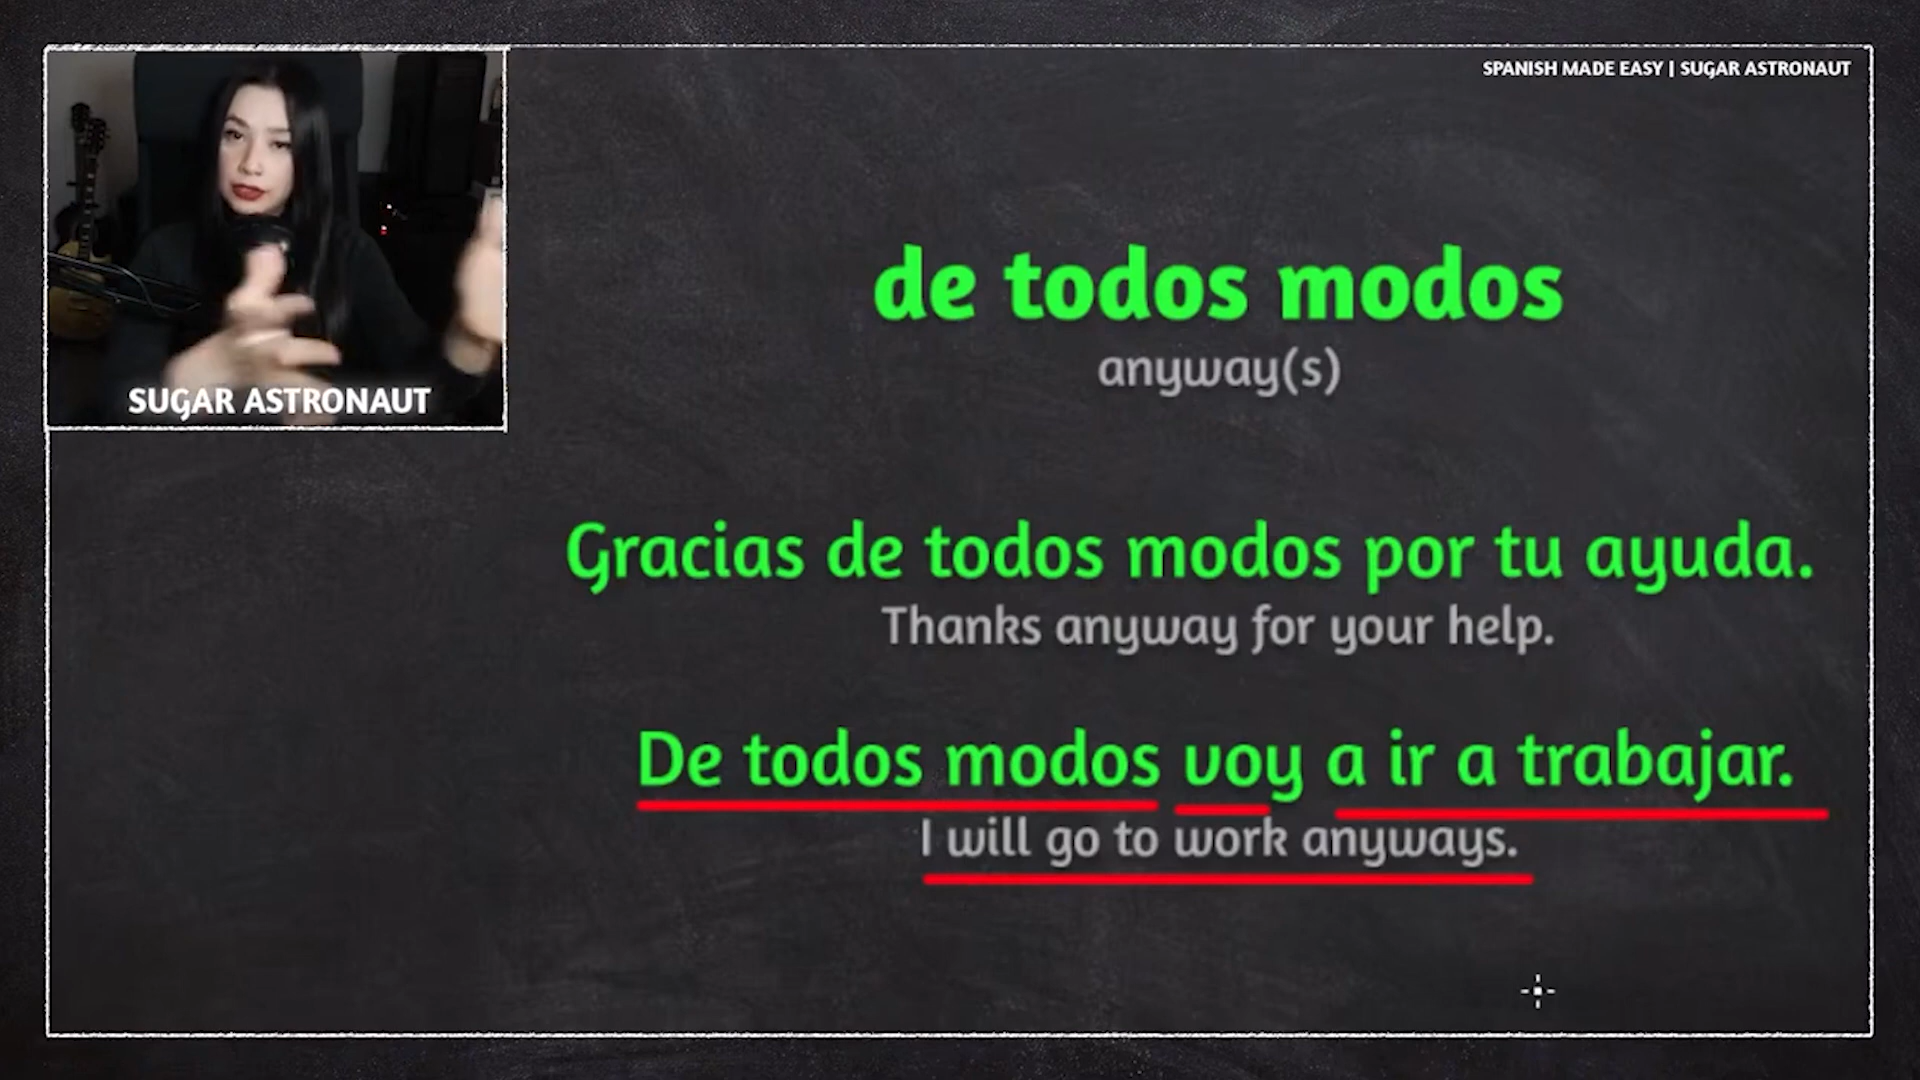 SPANISH MADE EASY | SUGAR ASTRONAUT
SUGAR ASTRONAUT
de todos modos
anyway(s)
Gracias de todos modos por tu ayuda.
Thanks anyway for your help.
De todos modos voy a ir a trabajar.
I will go to work anyways.